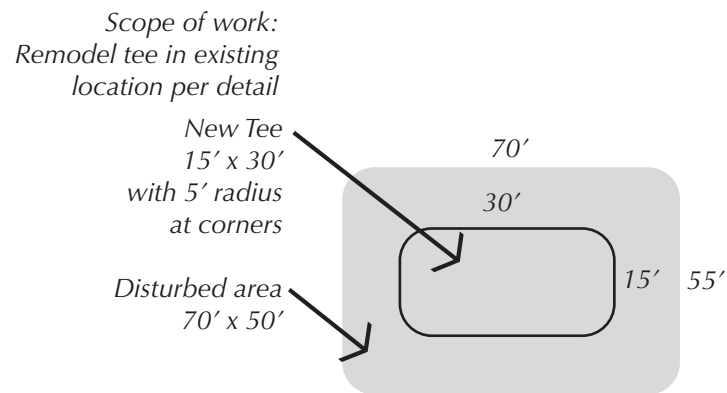 Scope of work:
Remodel tee in existing
location per detail
New Tee
15’ x 30’
with 5’ radius
at corners
70’
30’
15’
55’
Disturbed area
70’ x 50’